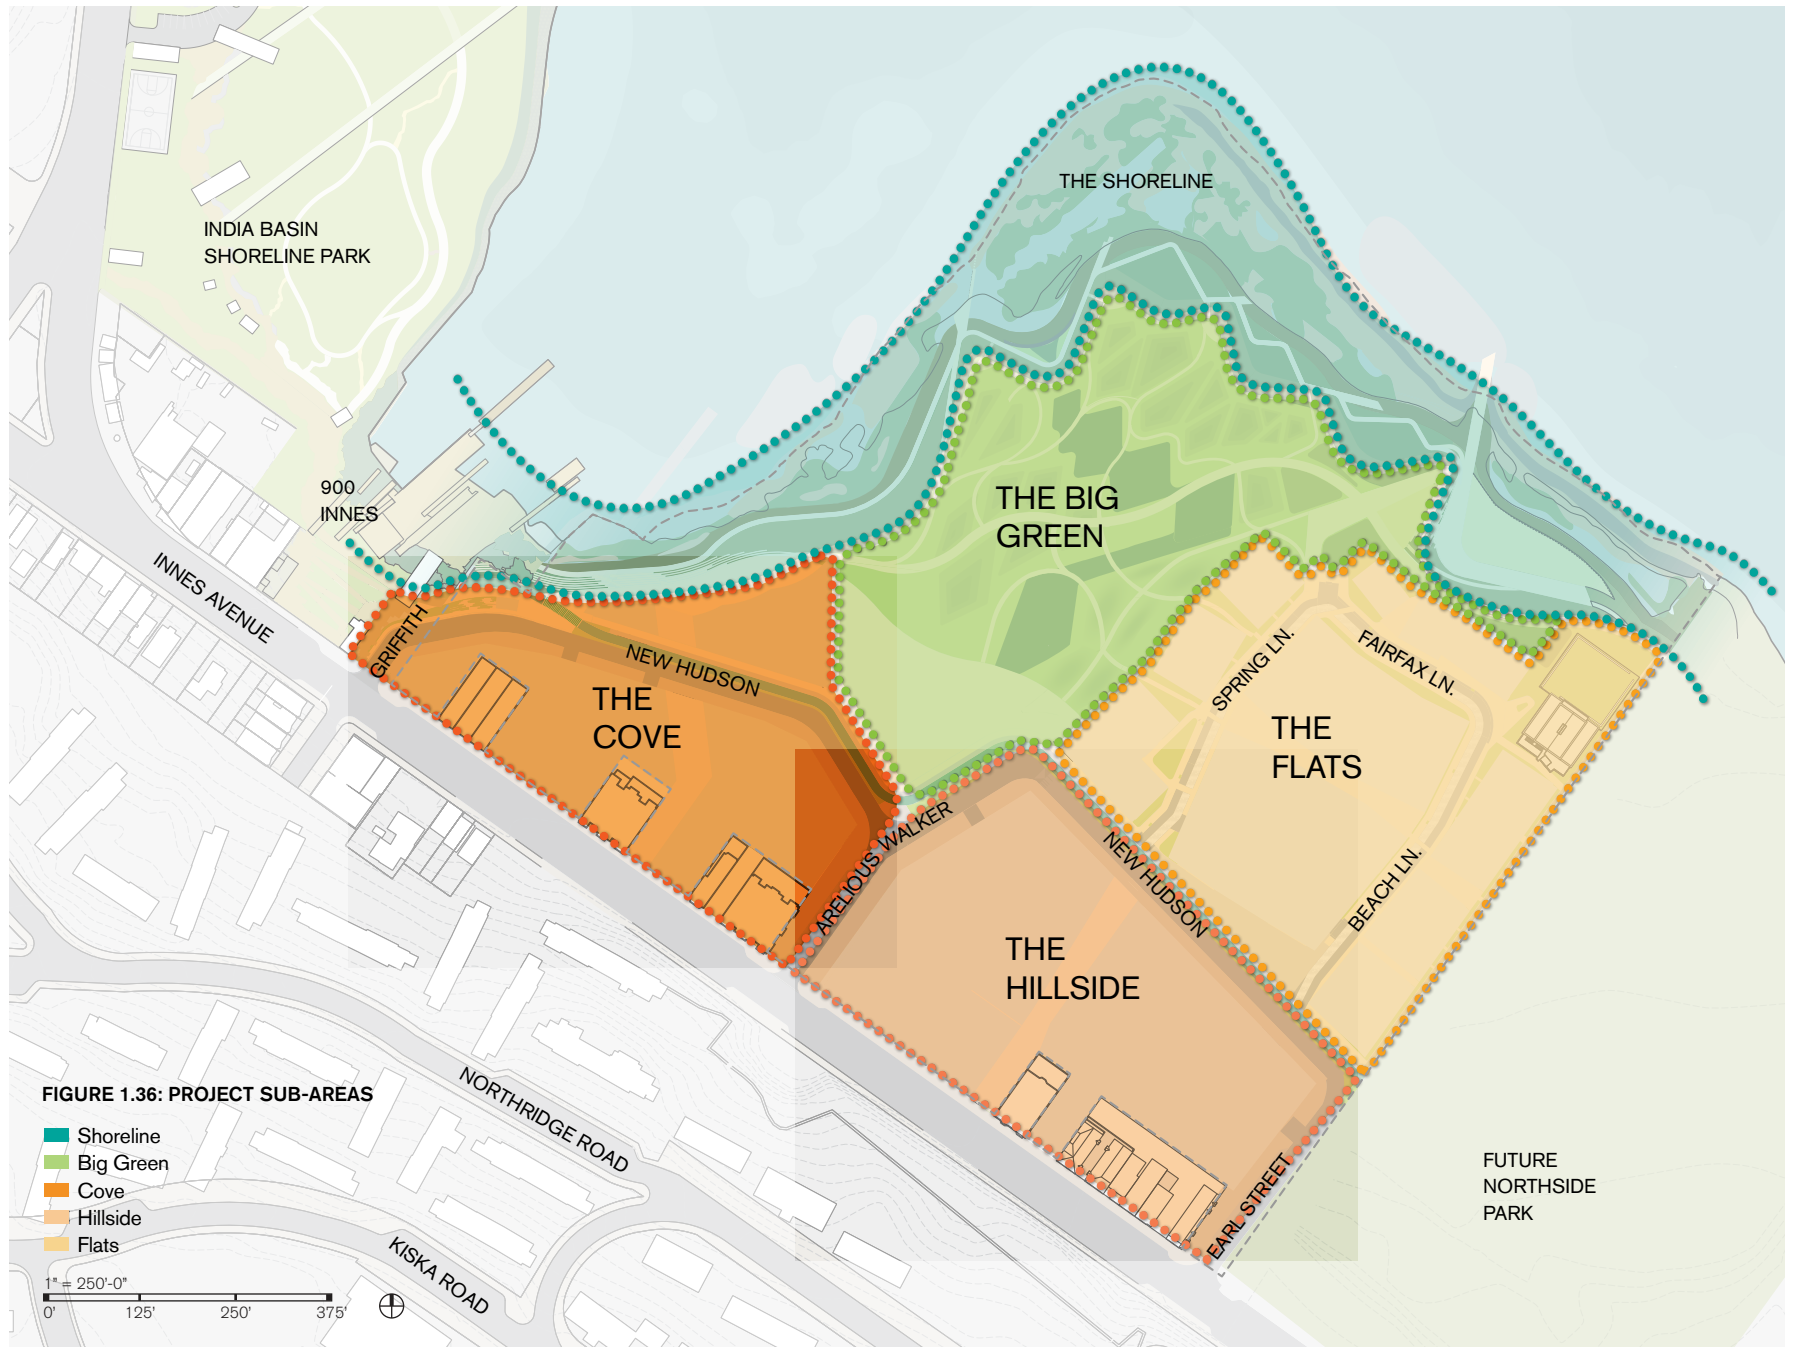 THE SHORELINE
INDIA BASIN
SHORELINE PARK
900
INNES
THE BIG
GREEN
INNES AVENUE
GRIFFITH
NEW HUDSON
THE
COVE
SPRING LN.
FAIRFAX LN.
THE
FLATS
ARELIOUS WALKER
NEW HUDSON
BEACH LN.
THE
HILLSIDE
NORTHRIDGE ROAD
EARL STREET
FUTURE
NORTHSIDE
PARK
KISKA ROAD
FIGURE 1.36: PROJECT SUB-AREAS
Shoreline
Big Green
Cove
Hillside
Flats
1" = 250'-0"
0' 125' 250' 375'